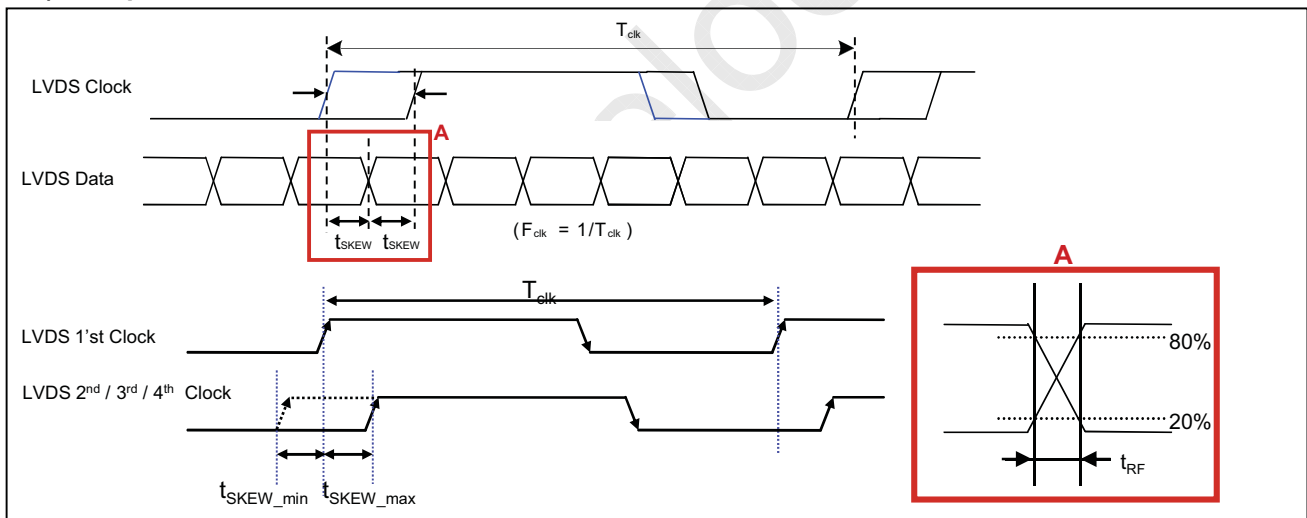 Tclk
LVDS Clock
A
LVDS Data
tSKEW tSKEW
(Fclk = 1/Tclk)
A
Tclk
LVDS 1'st Clock
80%
LVDS 2nd / 3rd / 4th Clock
20%
tRF
tSKEW_min tSKEW_max